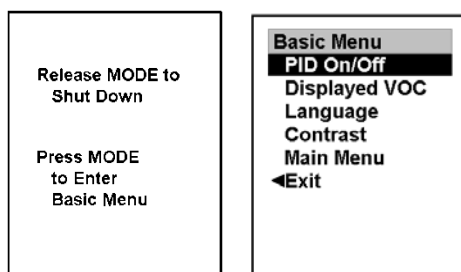 Release MODE to
Shut Down
Press MODE
to Enter
Basic Menu
Basic Menu
PID On/Off
Displayed VOC
Language
Contrast
Main Menu
◄Exit